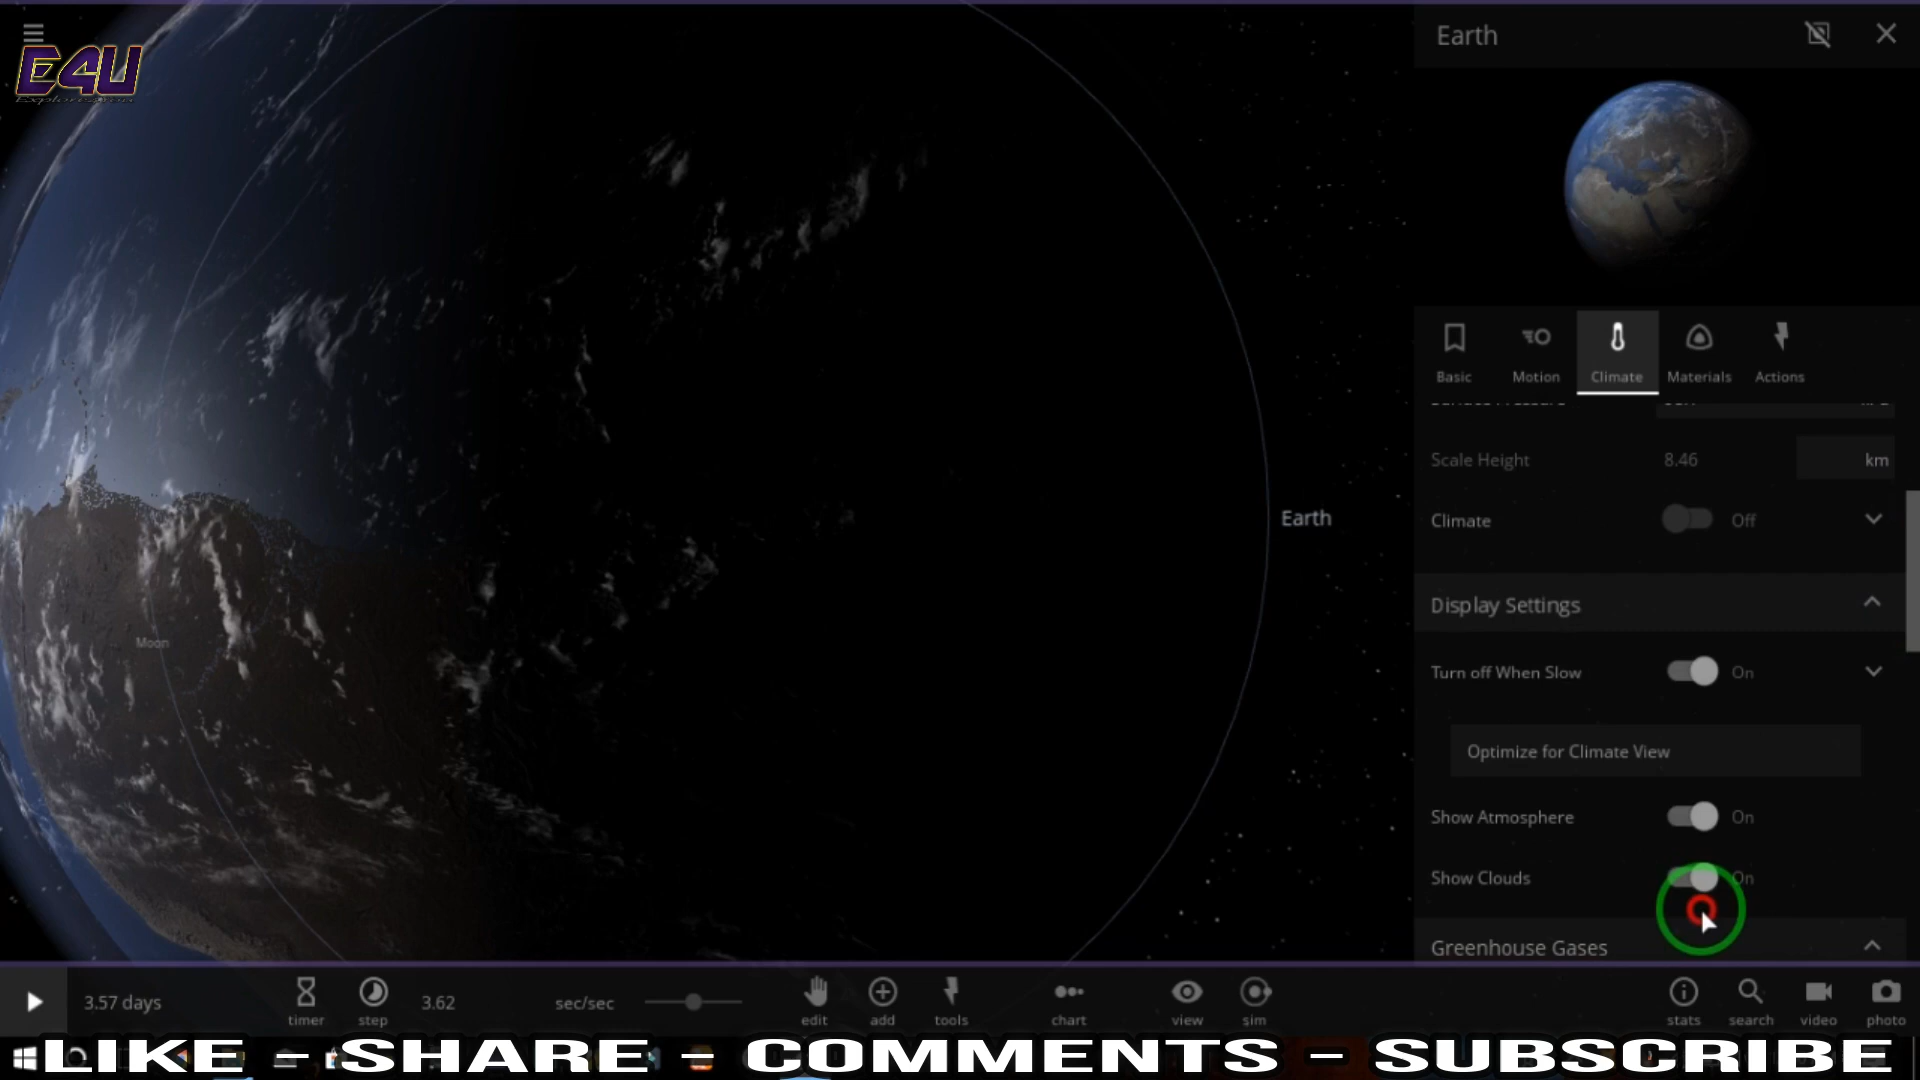 Earth
E4U
Basic
Motion
Climate
Materials
Actions
Scale Height 8.46 km
Climate Off
Earth
Display Settings
Moon
Turn off When Slow On
Optimize for Climate View
Show Atmosphere On
Show Clouds On
Greenhouse Gases
3.57 days
timer
step
3.62 sec/sec
edit
add
tools
chart
view
sim
stats
search
video
photo
LIKE - SHARE - COMMENTS - SUBSCRIBE